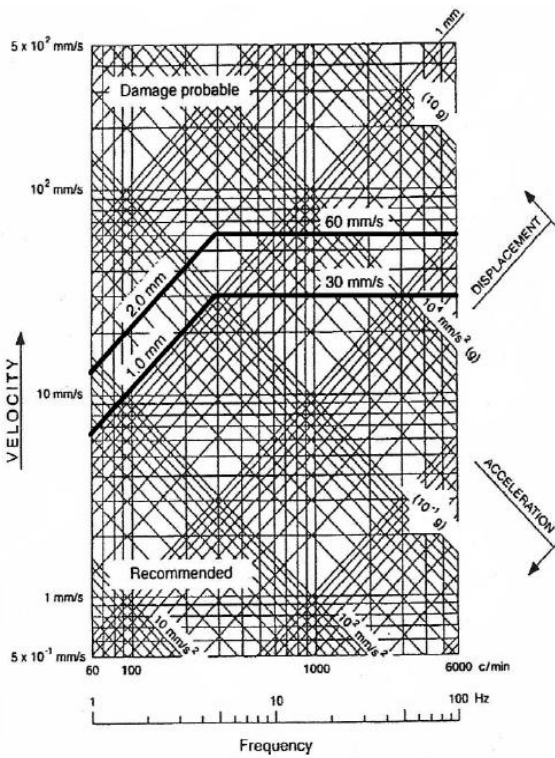 1 mm
5 x 10² mm/s
Damage probable
(10 g)
10² mm/s
60 mm/s
DISPLACEMENT
2.0 mm
30 mm/s
10⁴ mm/s² (g)
1.0 mm
VELOCITY
10 mm/s
ACCELERATION
(10⁻¹ g)
Recommended
1 mm/s
10 mm/s²
10² mm/s²
5 x 10⁻¹ mm/s
60 100 1000 6000 c/min
1 10 100 Hz
Frequency